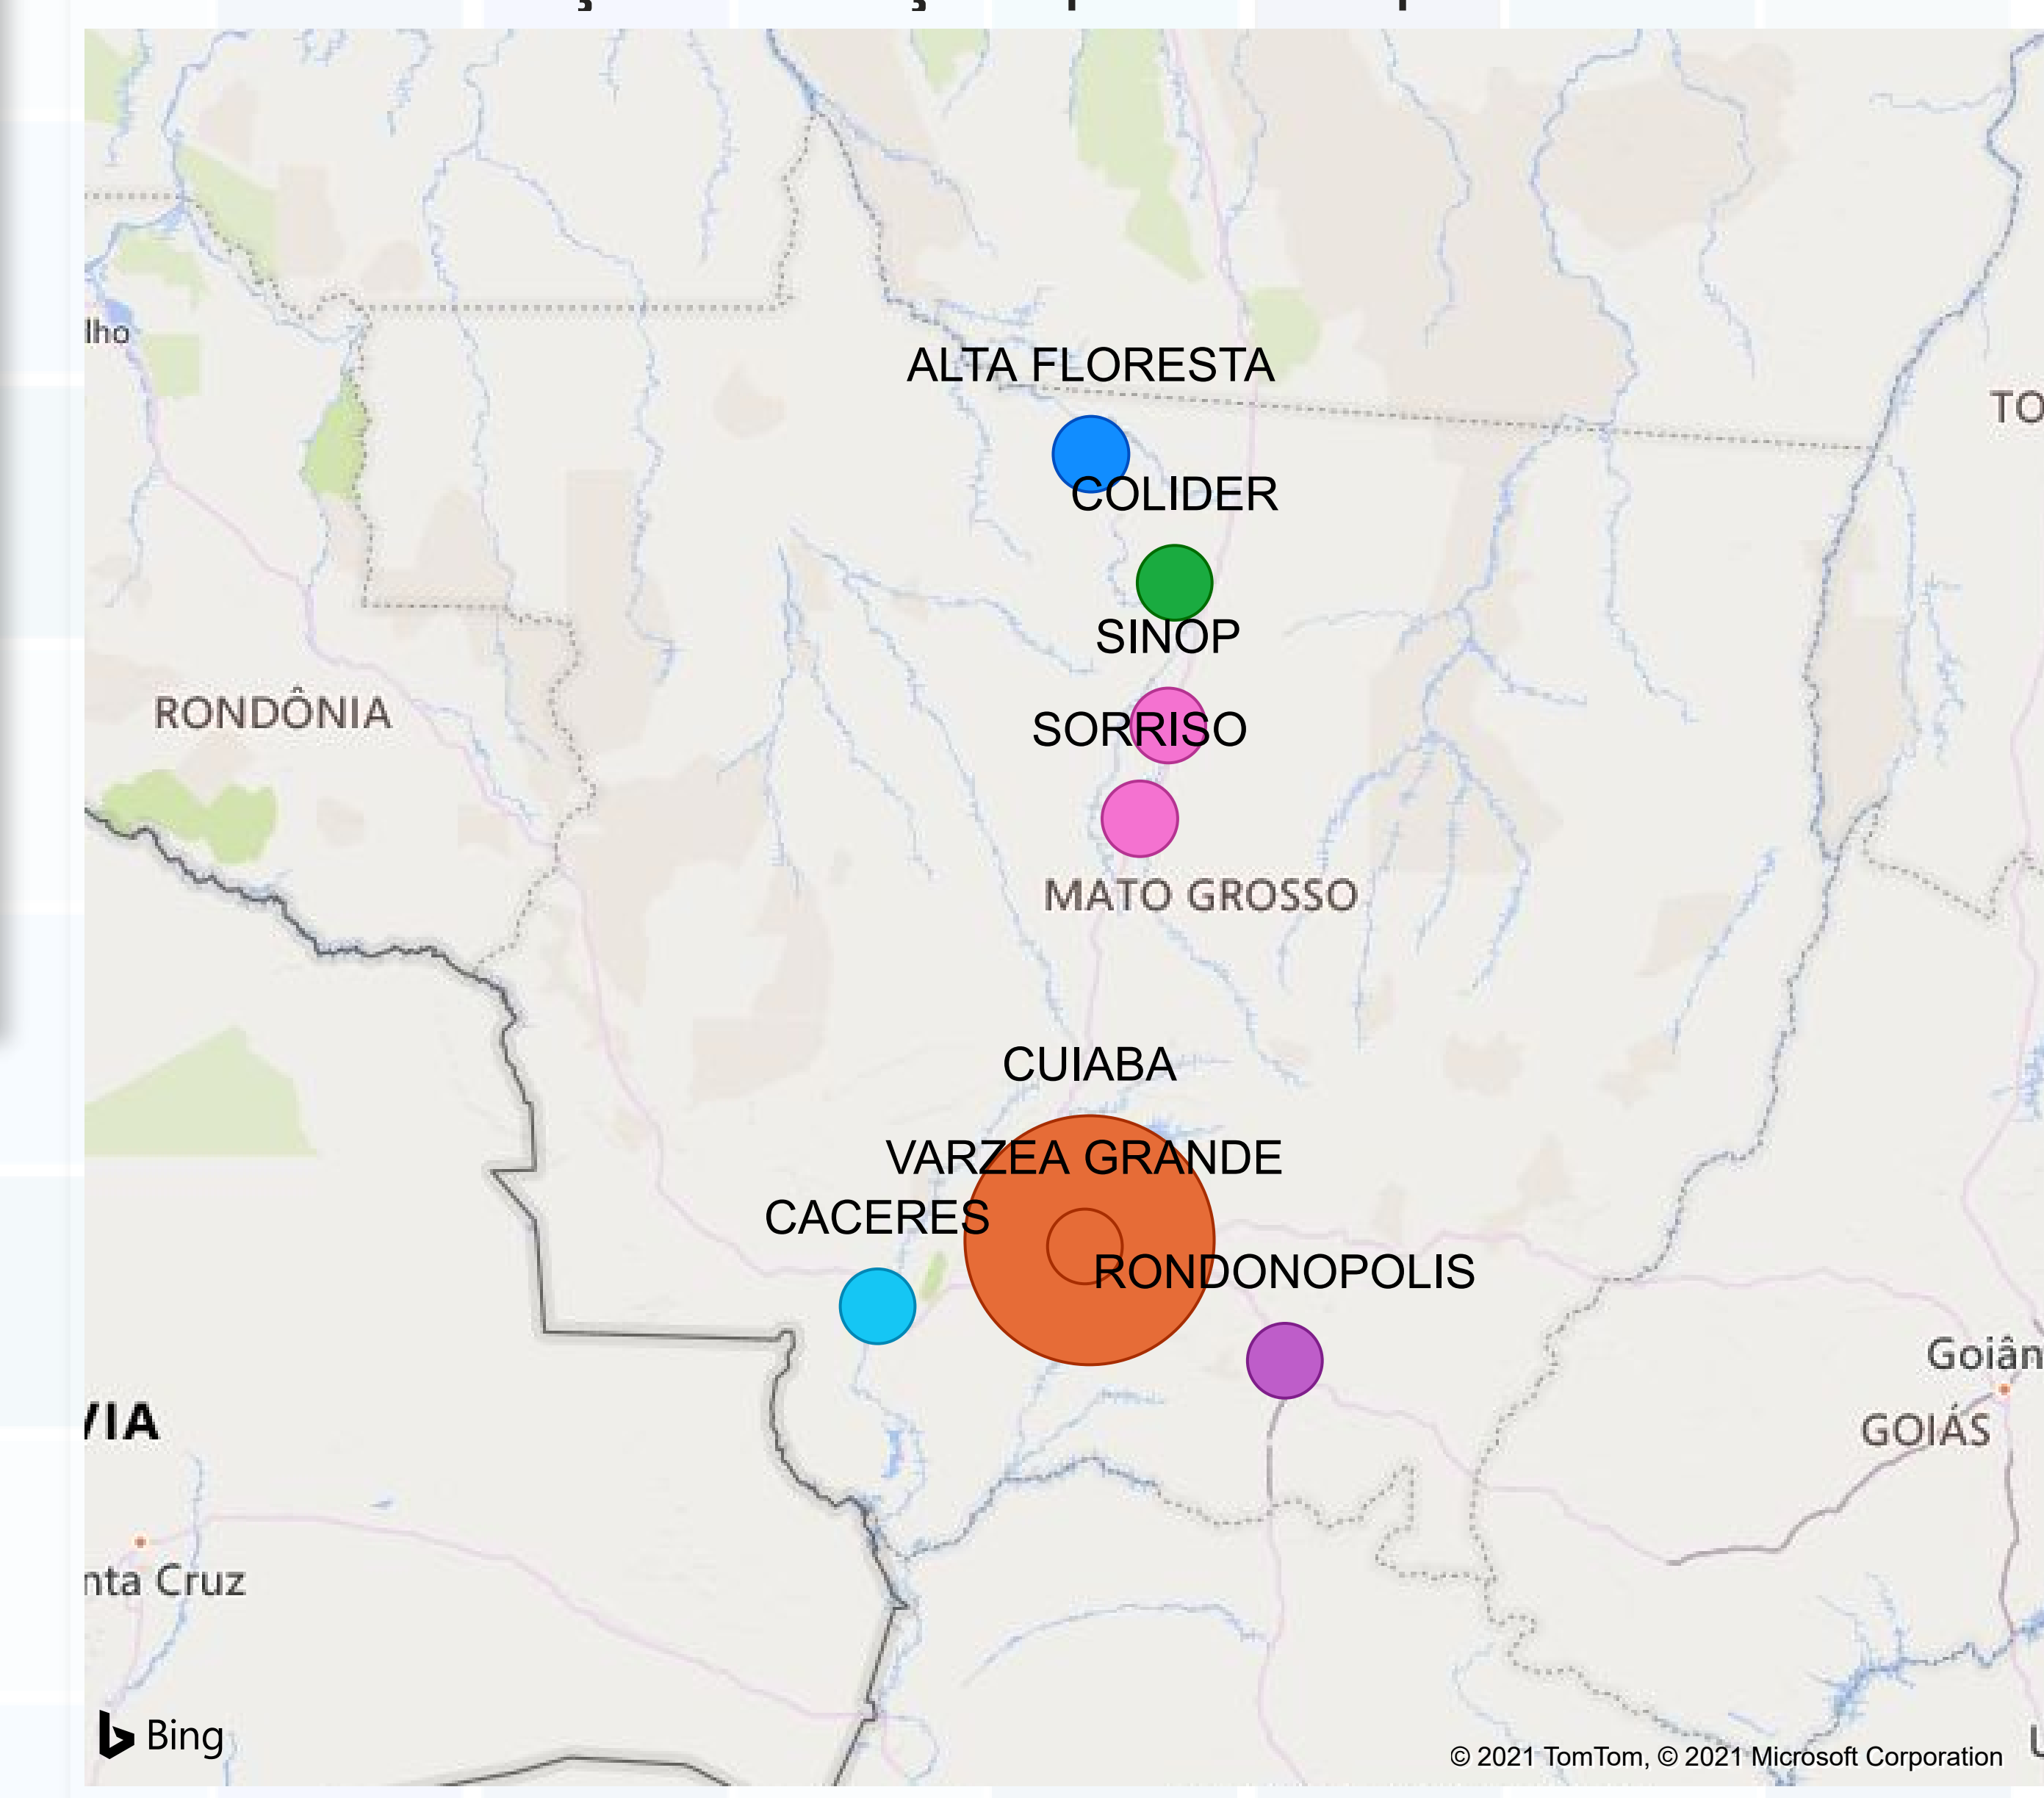 lho
ALTA FLORESTA
TO
COLIDER
SINOP
RONDÔNIA
SORRISO
MATO GROSSO
CUIABA
VARZEA GRANDE
CACERES
RONDONOPOLIS
Goiân
VIA
GOIÁS
nta Cruz
Bing
© 2021 TomTom, © 2021 Microsoft Corporation